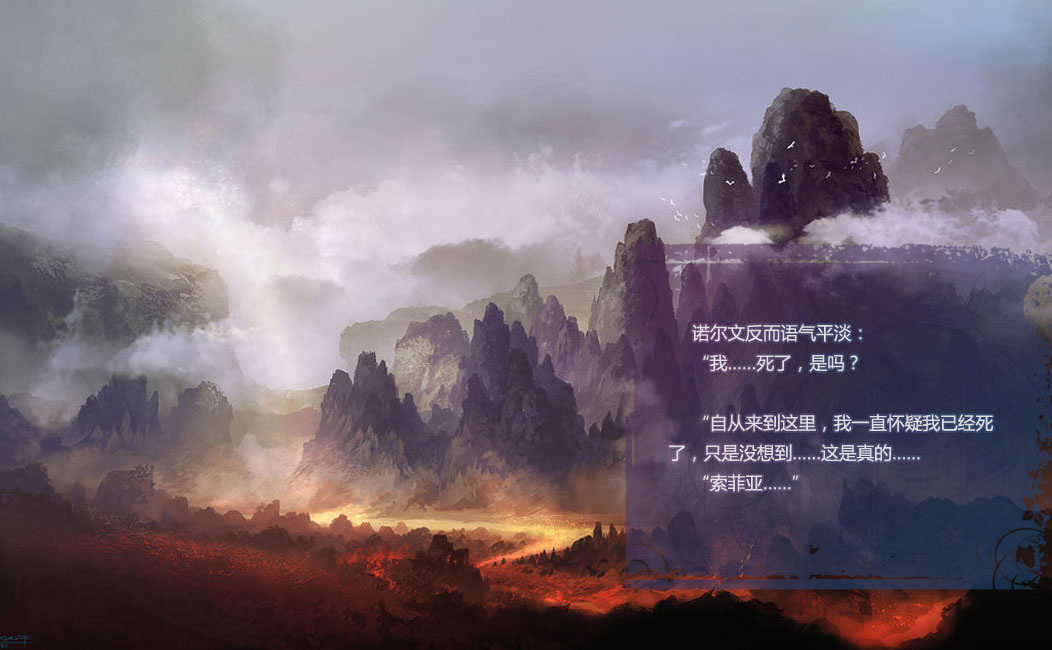 诺尔文反而语气平淡：
“我……死了，是吗？
“自从来到这里，我一直怀疑我已经死
了，只是没想到……这是真的……
“索菲亚……”